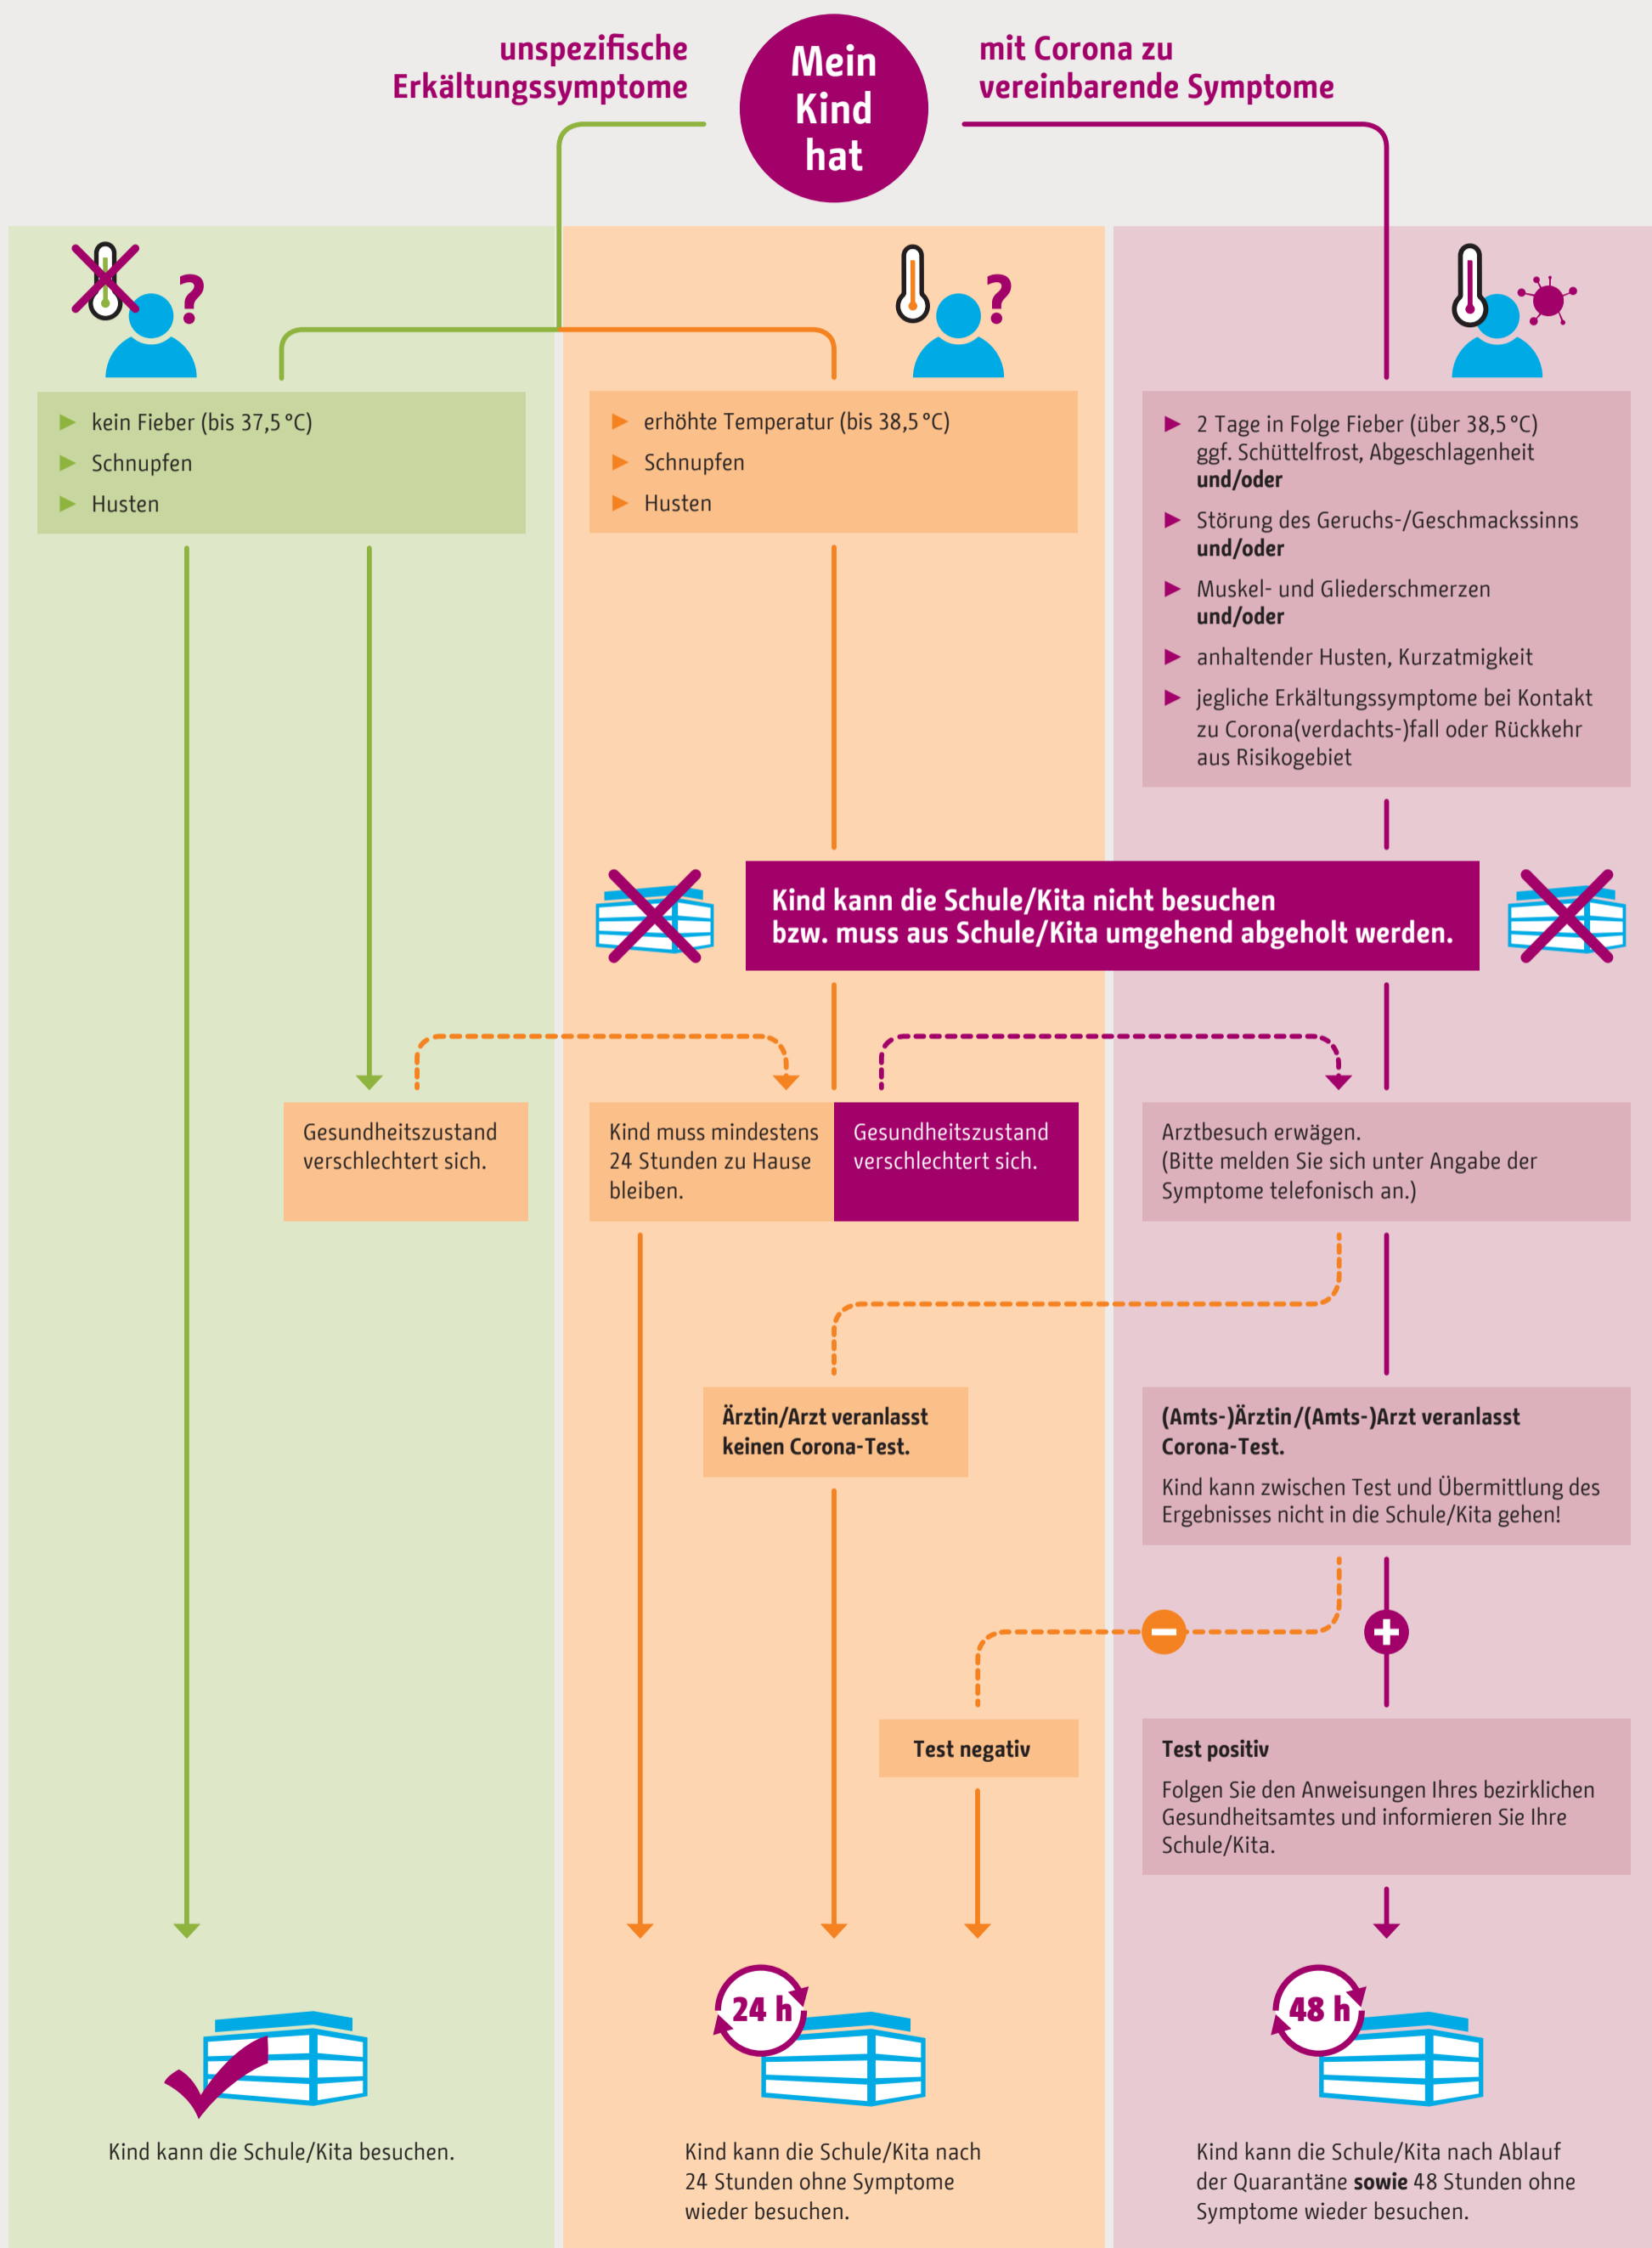 unspezifische
Erkältungssymptome
Mein
Kind
hat
mit Corona zu
vereinbarende Symptome
?
?
► kein Fieber (bis 37,5 °C)
► Schnupfen
► Husten
► erhöhte Temperatur (bis 38,5 °C)
► Schnupfen
► Husten
► 2 Tage in Folge Fieber (über 38,5 °C)
ggf. Schüttelfrost, Abgeschlagenheit
und/oder
► Störung des Geruchs-/Geschmackssinns
und/oder
► Muskel- und Gliederschmerzen
und/oder
► anhaltender Husten, Kurzatmigkeit
► jegliche Erkältungssymptome bei Kontakt
zu Corona(verdachts-)fall oder Rückkehr
aus Risikogebiet
Kind kann die Schule/Kita nicht besuchen
bzw. muss aus Schule/Kita umgehend abgeholt werden.
Gesundheitszustand
verschlechtert sich.
Kind muss mindestens
24 Stunden zu Hause
bleiben.
Gesundheitszustand
verschlechtert sich.
Arztbesuch erwägen.
(Bitte melden Sie sich unter Angabe der
Symptome telefonisch an.)
Ärztin/Arzt veranlasst
keinen Corona-Test.
(Amts-)Ärztin/(Amts-)Arzt veranlasst
Corona-Test.
Kind kann zwischen Test und Übermittlung des
Ergebnisses nicht in die Schule/Kita gehen!
− +
Test negativ
Test positiv
Folgen Sie den Anweisungen Ihres bezirklichen
Gesundheitsamtes und informieren Sie Ihre
Schule/Kita.
24 h
48 h
Kind kann die Schule/Kita besuchen.
Kind kann die Schule/Kita nach
24 Stunden ohne Symptome
wieder besuchen.
Kind kann die Schule/Kita nach Ablauf
der Quarantäne sowie 48 Stunden ohne
Symptome wieder besuchen.